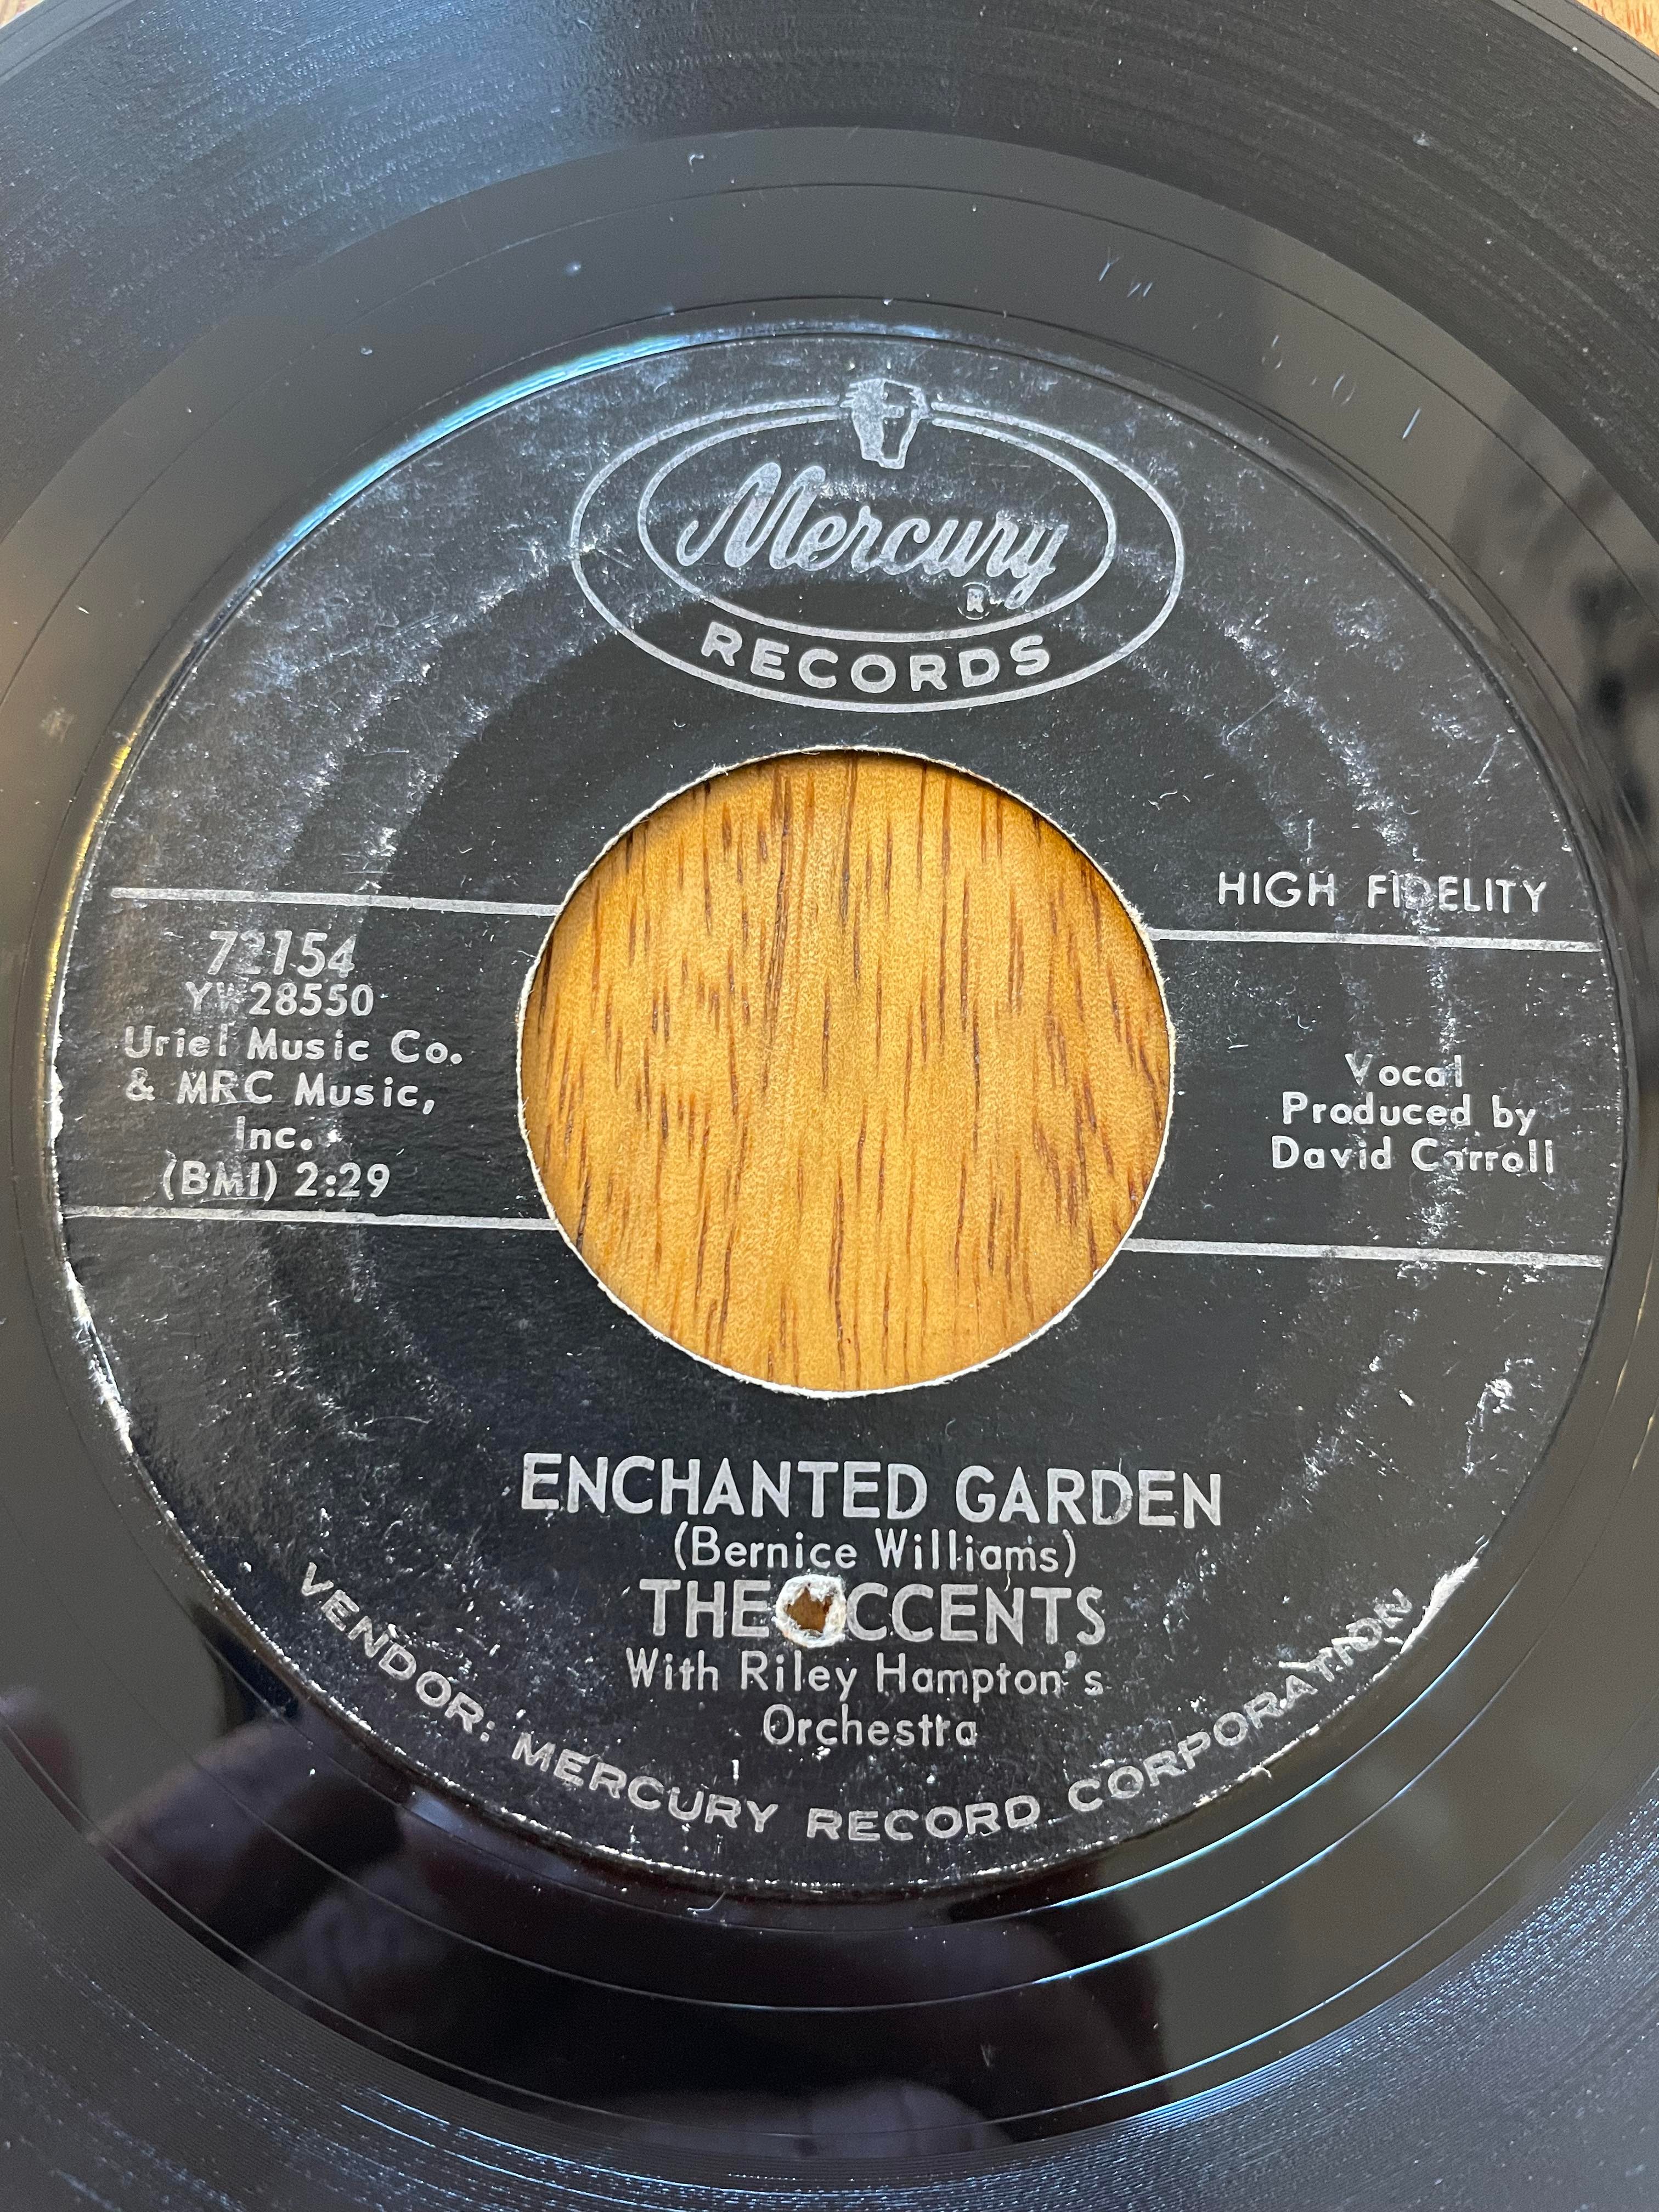 Mercury
®
RECORDS
HIGH FIDELITY
72154
YW28550
Uriel Music Co.
& MRC Music,
Inc.
(BMI) 2:29
Vocal
Produced by
David Carroll
ENCHANTED GARDEN
(Bernice Williams)
THE CCENTS
With Riley Hampton's
Orchestra
VENDOR: MERCURY RECORD CORPORATION